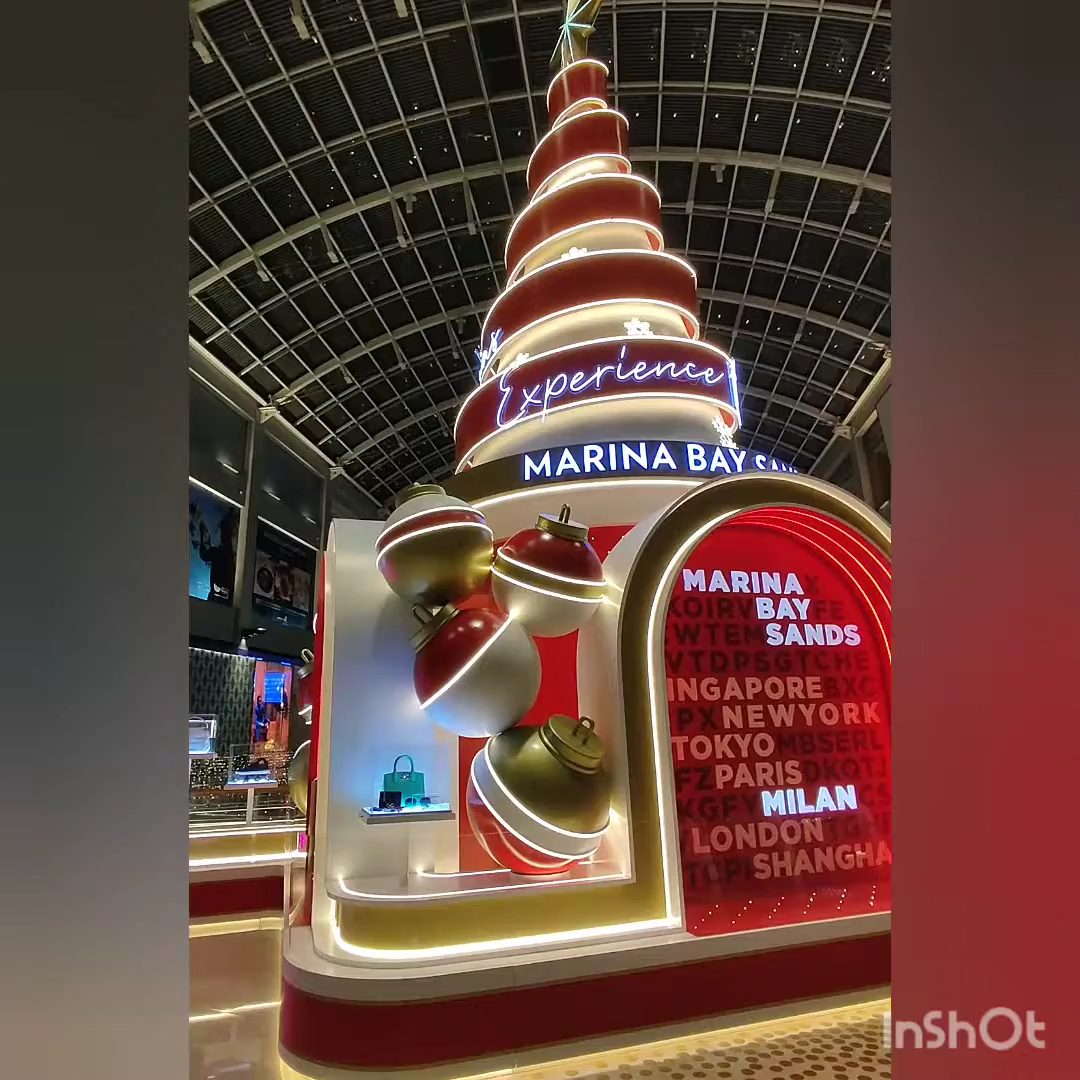 Experience
MARINA BAY
MARINA
BAY
SANDS
INGAPORE
NEWYORK
TOKYO
PARIS
MILAN
LONDON
SHANGHA
InShOt